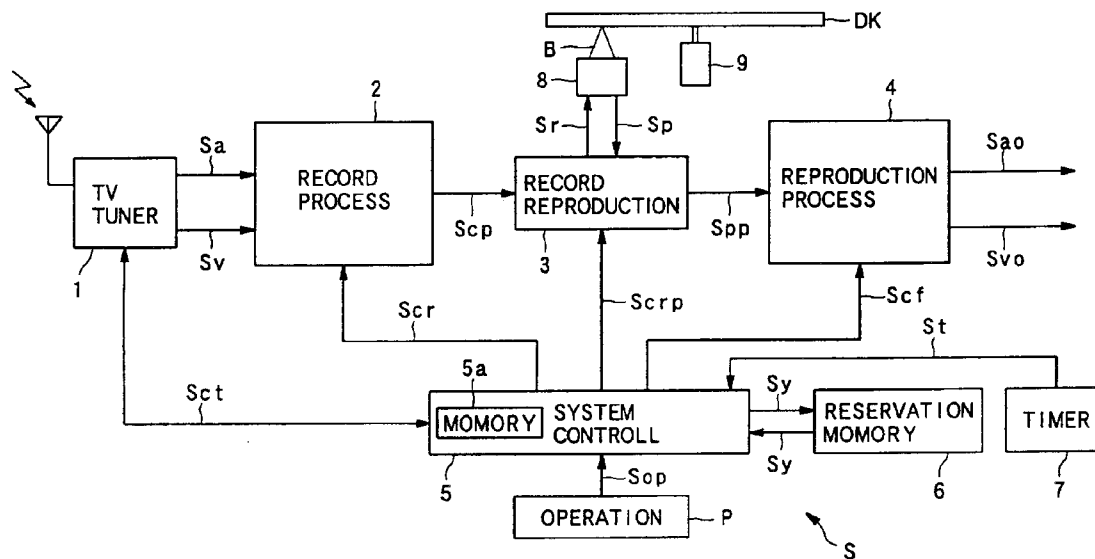 DK
B
8
9
2
4
Sr
Sp
Sa
Sao
TV
TUNER
RECORD
PROCESS
RECORD
REPRODUCTION
REPRODUCTION
PROCESS
Scp
Spp
Sv
Svo
1
3
Scr
Scrp
Scf
St
Sct
5a
MOMORY
SYSTEM
CONTROLL
Sy
Sy
RESERVATION
MOMORY
TIMER
5
Sop
6
7
OPERATION
P
S